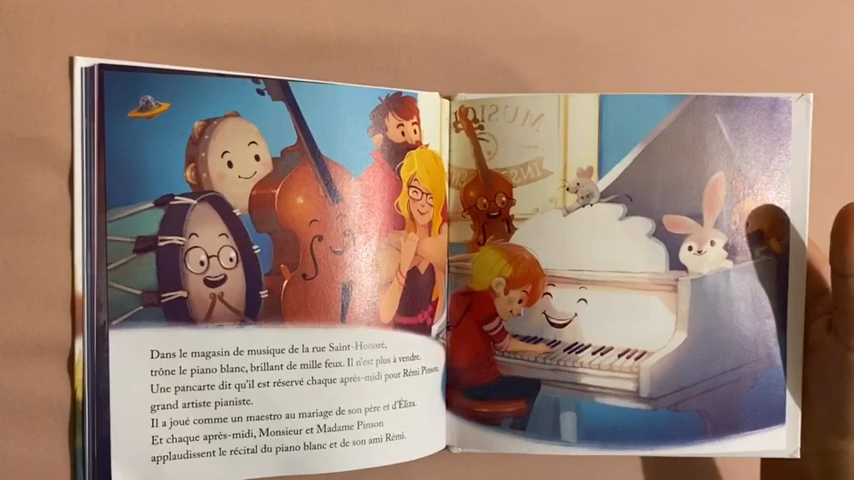 Dans le magasin de musique de la rue Saint-Honoré,
trône le piano blanc, brillant de mille feux. Il n'est plus à vendre.
Une pancarte dit qu'il est réservé chaque après-midi pour Rémi Pinson,
grand artiste pianiste.
Il a joué comme un maestro au mariage de son père et d'Éliza.
Et chaque après-midi, Monsieur et Madame Pinson
applaudissent le récital du piano blanc et de son ami Rémi.
MUSIC